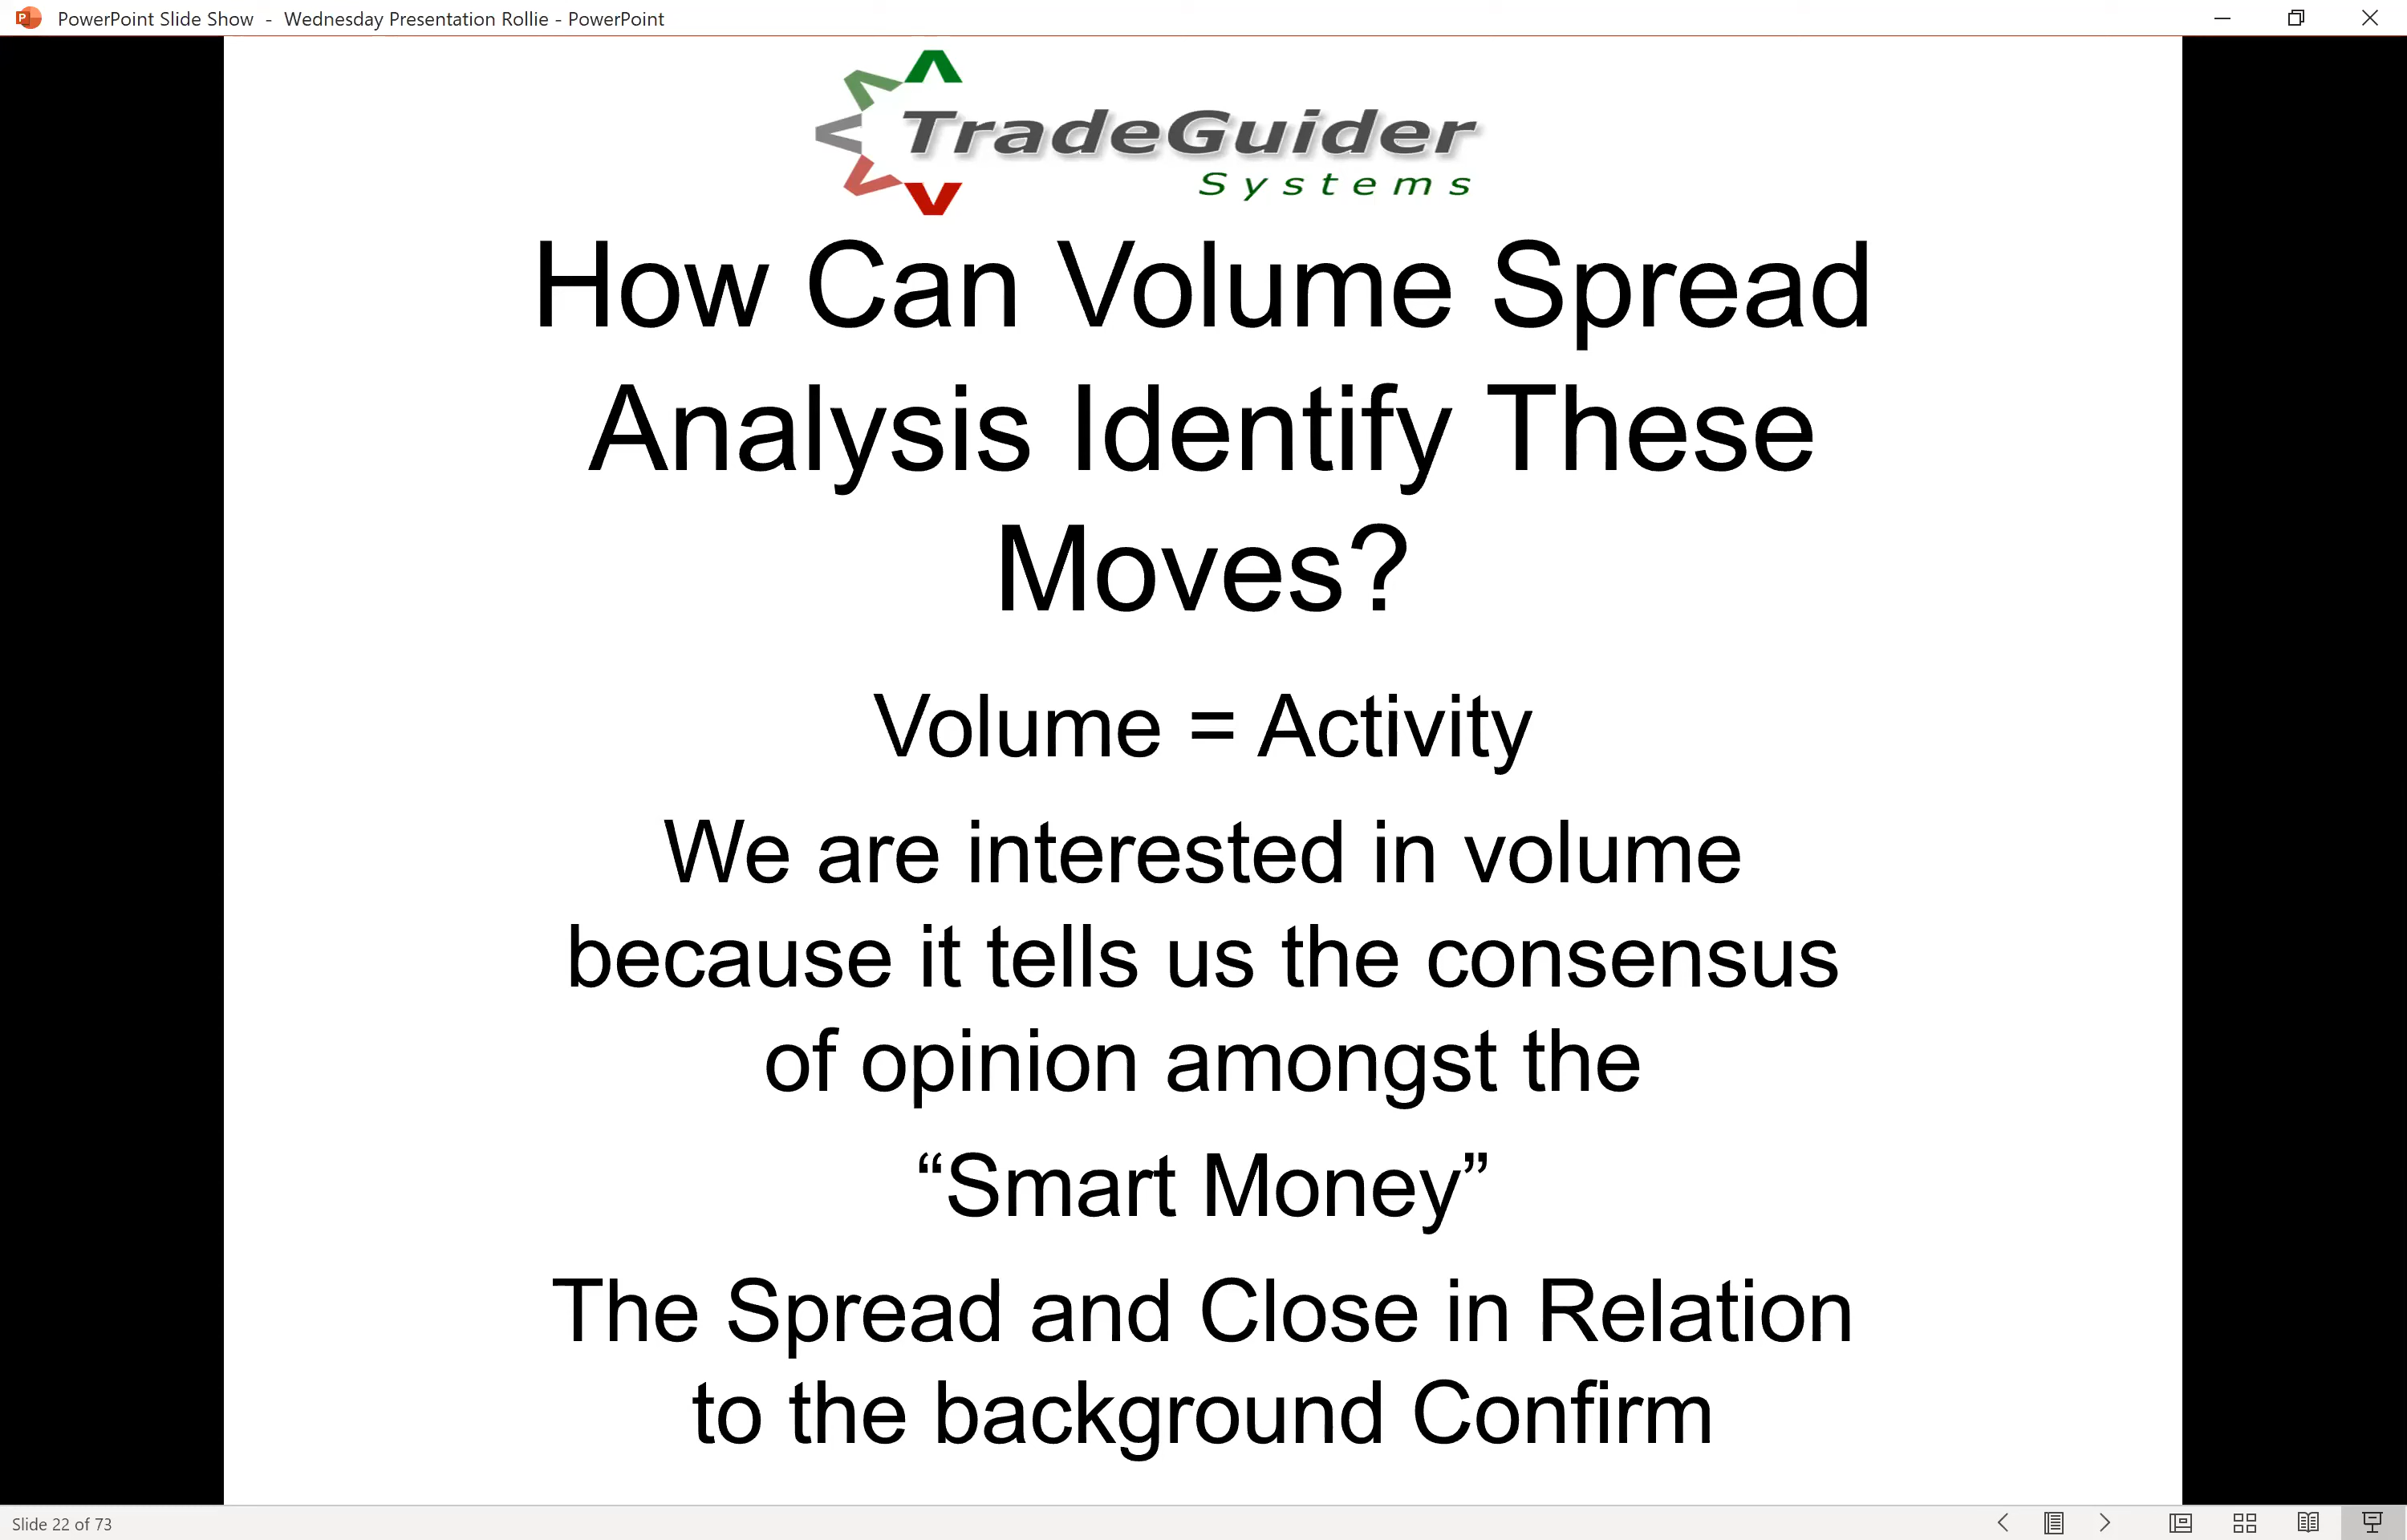 PowerPoint Slide Show - Wednesday Presentation Rollie - PowerPoint
TradeGuider
Systems
How Can Volume Spread
Analysis Identify These
Moves?
Volume = Activity
We are interested in volume
because it tells us the consensus
of opinion amongst the
“Smart Money”
The Spread and Close in Relation
to the background Confirm
Slide 22 of 73